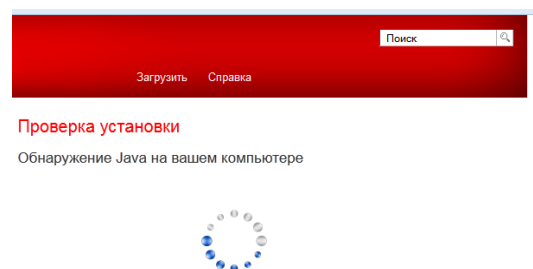 Поиск
Загрузить Справка
Проверка установки
Обнаружение Java на вашем компьютере